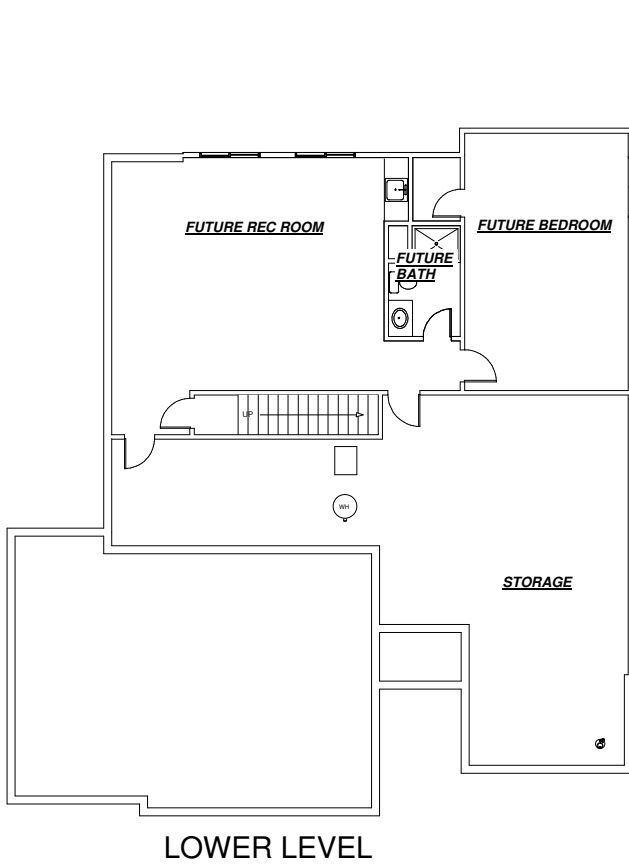 FUTURE REC ROOM
FUTURE BEDROOM
FUTURE
BATH
UP
WH
STORAGE
LOWER LEVEL